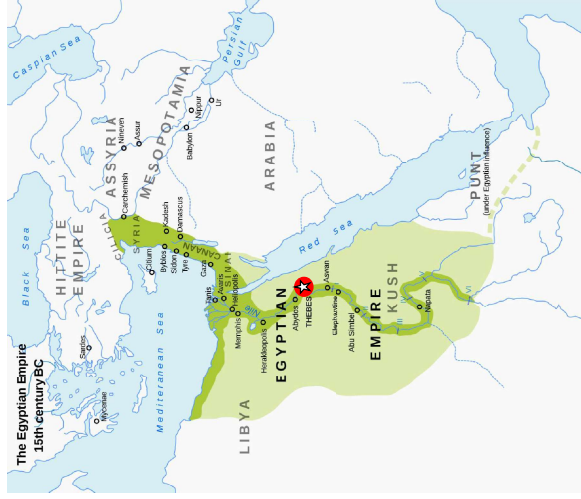 The Egyptian Empire
15th century BC
Black Sea
Caspian Sea
Persian
Gulf
Mediterranean Sea
Red sea
HITTITE
EMPIRE
ASSYRIA
MESOPOTAMIA
CILICIA
SYRIA
CANAAN
SINAI
ARABIA
LIBYA
EGYPTIAN
EMPIRE
KUSH
PUNT
(under Egyptian influence)
Mycenae
Sardes
Carchemish
Nineveh
Assur
Babylon
Nippur
Ur
Citium
Byblos
Sidon
Tyre
Kadesh
Damascus
Gaza
Tanis
Avaris
Heliopolis
Memphis
Herakleopolis
Nile
Abydos
THEBES
Aswan
Elephantine
Abu Simbel
Napata
III
V
VI